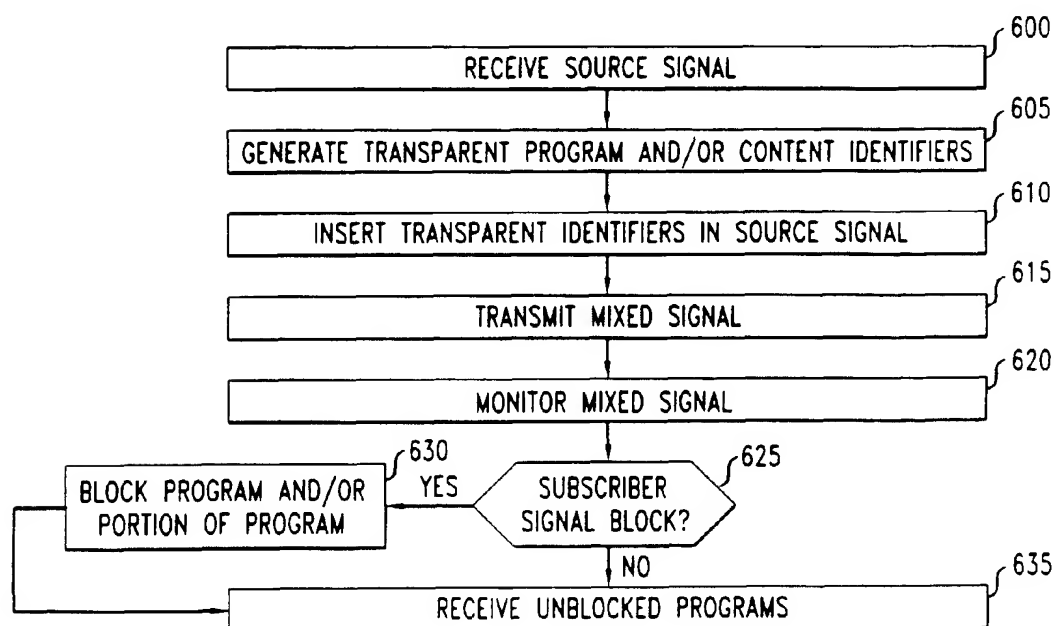 600
RECEIVE SOURCE SIGNAL
605
GENERATE TRANSPARENT PROGRAM AND/OR CONTENT IDENTIFIERS
610
INSERT TRANSPARENT IDENTIFIERS IN SOURCE SIGNAL
615
TRANSMIT MIXED SIGNAL
620
MONITOR MIXED SIGNAL
630
BLOCK PROGRAM AND/OR
PORTION OF PROGRAM
YES
625
SUBSCRIBER
SIGNAL BLOCK?
NO
635
RECEIVE UNBLOCKED PROGRAMS